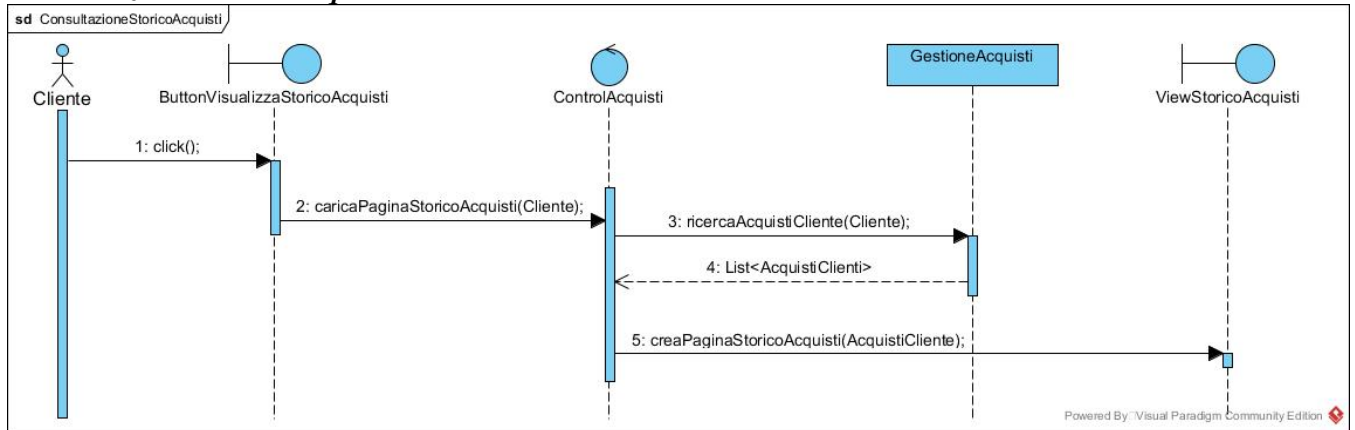 sd ConsultazioneStoricoAcquisti
Cliente
ButtonVisualizzaStoricoAcquisti
ControlAcquisti
GestioneAcquisti
ViewStoricoAcquisti
1: click();
2: caricaPaginaStoricoAcquisti(Cliente);
3: ricercaAcquistiCliente(Cliente);
4: List<AcquistiClienti>
5: creaPaginaStoricoAcquisti(AcquistiCliente);
Powered By Visual Paradigm Community Edition